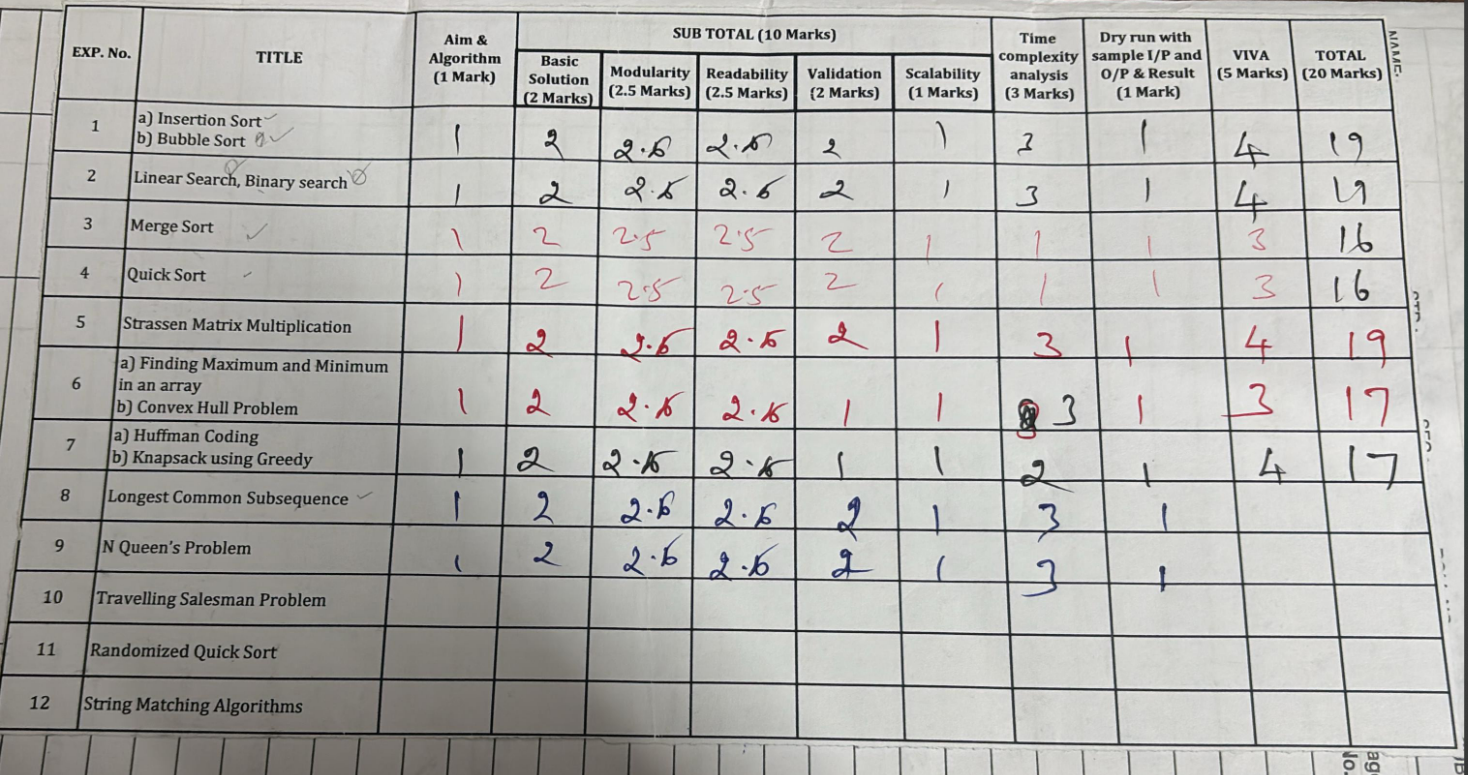 EXP. No. TITLE Aim & Algorithm (1 Mark) SUB TOTAL (10 Marks) Time complexity analysis (3 Marks) Dry run with sample I/P and O/P & Result (1 Mark) VIVA (5 Marks) TOTAL (20 Marks)
Basic Solution (2 Marks) Modularity (2.5 Marks) Readability (2.5 Marks) Validation (2 Marks) Scalability (1 Marks)
1 a) Insertion Sort
b) Bubble Sort 1 2 2.5 2.5 2 1 3 1 4 19
2 Linear Search, Binary search 1 2 2.5 2.5 2 1 3 1 4 19
3 Merge Sort 1 2 2.5 2.5 2 1 1 1 3 16
4 Quick Sort 1 2 2.5 2.5 2 1 1 1 3 16
5 Strassen Matrix Multiplication 1 2 2.5 2.5 2 1 3 1 4 19
6 a) Finding Maximum and Minimum
in an array
b) Convex Hull Problem 1 2 2.5 2.5 1 1 3 1 3 17
7 a) Huffman Coding
b) Knapsack using Greedy 1 2 2.5 2.5 1 1 2 1 4 17
8 Longest Common Subsequence 1 2 2.5 2.5 2 1 3 1
9 N Queen's Problem 1 2 2.5 2.5 2 1 3 1
10 Travelling Salesman Problem
11 Randomized Quick Sort
12 String Matching Algorithms